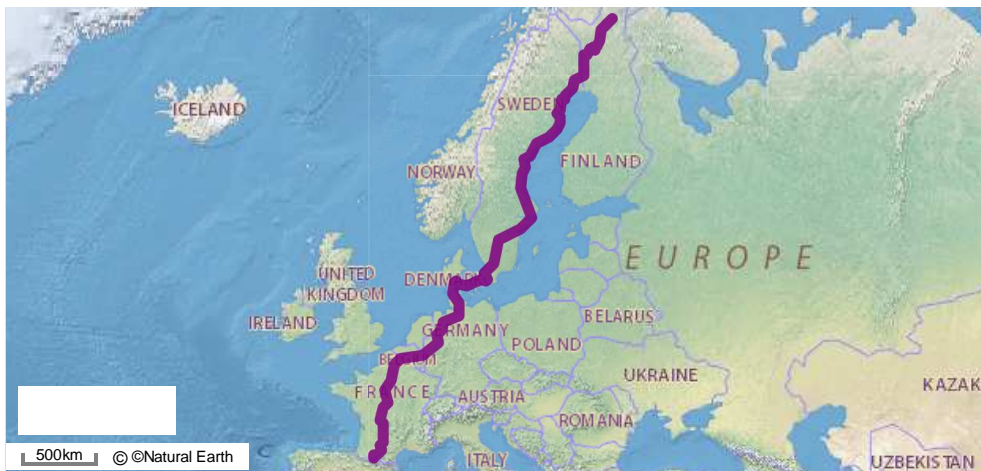 ICELAND
SWEDEN
FINLAND
NORWAY
EUROPE
UNITED
KINGDOM
DENMARK
IRELAND
BELARUS
GERMANY
POLAND
BELGIUM
UKRAINE
FRANCE
AUSTRIA
KAZAK
ROMANIA
ITALY
UZBEKISTAN
500km © ©Natural Earth